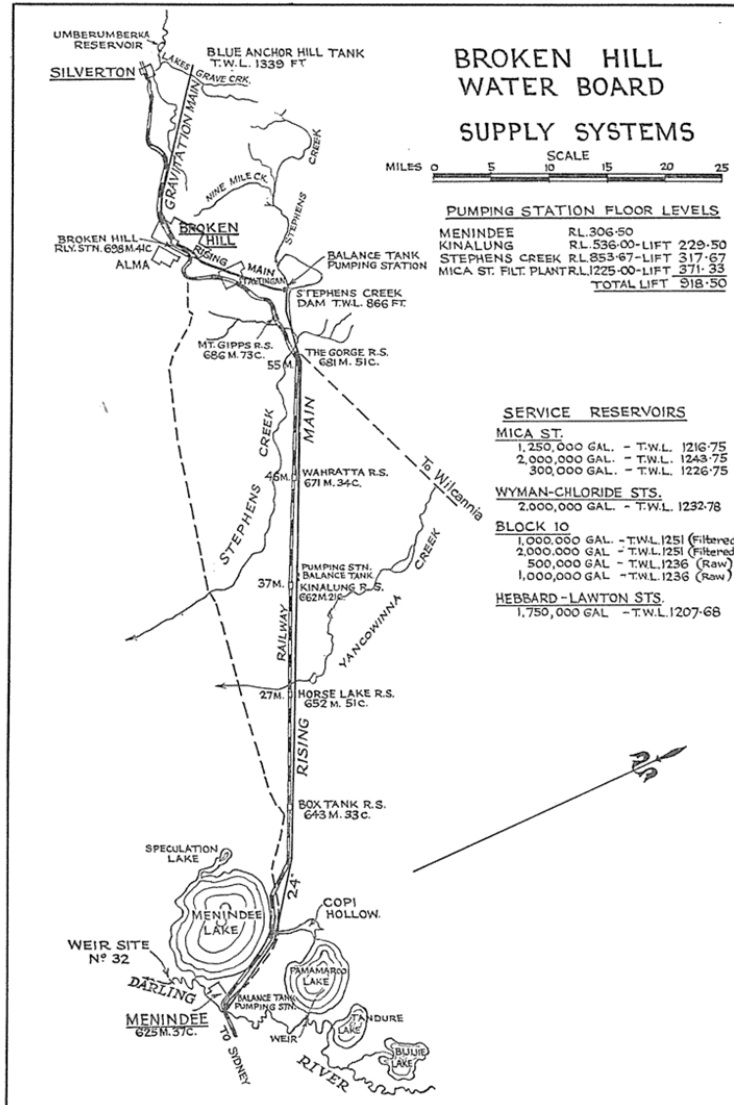 UMBERUMBERKA
RESERVOIR
BLUE ANCHOR HILL TANK
T.W.L. 1339 FT
SILVERTON
LAKES GRAVE CRK.
GRAVITATION MAIN
STEPHENS CREEK
NINE MILE CK.
BROKEN HILL
WATER BOARD
SUPPLY SYSTEMS
SCALE
MILES 0 5 10 15 20 25
PUMPING STATION FLOOR LEVELS
MENINDEE R.L. 306.50
KINALUNG R.L. 536.00-LIFT 229.50
STEPHENS CREEK R.L. 853.67-LIFT 317.67
MICA ST. FILT. PLANT R.L. 1225.00-LIFT 371.33
TOTAL LIFT 918.50
BROKEN
HILL
BROKEN HILL
RLY. STN. 698 M. 41C.
ALMA
RISING MAIN
BALANCE TANK
PUMPING STATION
STEPHENS CREEK
DAM T.W.L. 866 FT.
MT. GIPPS R.S.
686 M. 73C.
THE GORGE R.S.
681 M. 51C.
55 M.
STEPHENS CREEK
MAIN
To Wilcannia
SERVICE RESERVOIRS
MICA ST.
1,250,000 GAL. - T.W.L. 1216.75
2,000,000 GAL. - T.W.L. 1243.75
300,000 GAL. - T.W.L. 1226.75
WYMAN-CHLORIDE STS.
2,000,000 GAL. - T.W.L. 1232.78
BLOCK 10
1,000,000 GAL. - T.W.L. 1251 (Filtered)
2,000.000 GAL - T.W.L. 1251 (Filtered)
500,000 GAL - T.W.L. 1236 (Raw)
1,000,000 GAL - T.W.L. 1236 (Raw)
HEBBARD-LAWTON STS.
1,750,000 GAL - T.W.L. 1207.68
46M.
WAHRATTA R.S.
671 M. 34C.
PUMPING STN.
BALANCE TANK
37M.
KINALUNG R.S.
662M. 21C.
YANCOWINNA CREEK
RAILWAY
27M.
HORSE LAKE R.S.
652 M. 51C.
RISING
BOX TANK R.S.
643 M. 33C.
SPECULATION
LAKE
24"
MENINDEE
LAKE
COPI
HOLLOW.
WEIR SITE
Nº 32
PAMAMAROO
LAKE
DARLING
BALANCE TANK
PUMPING STN.
MENINDEE
625 M. 37C.
WEIR
TANDURE
LAKE
BIJIJIE
LAKE
TO SIDNEY
RIVER